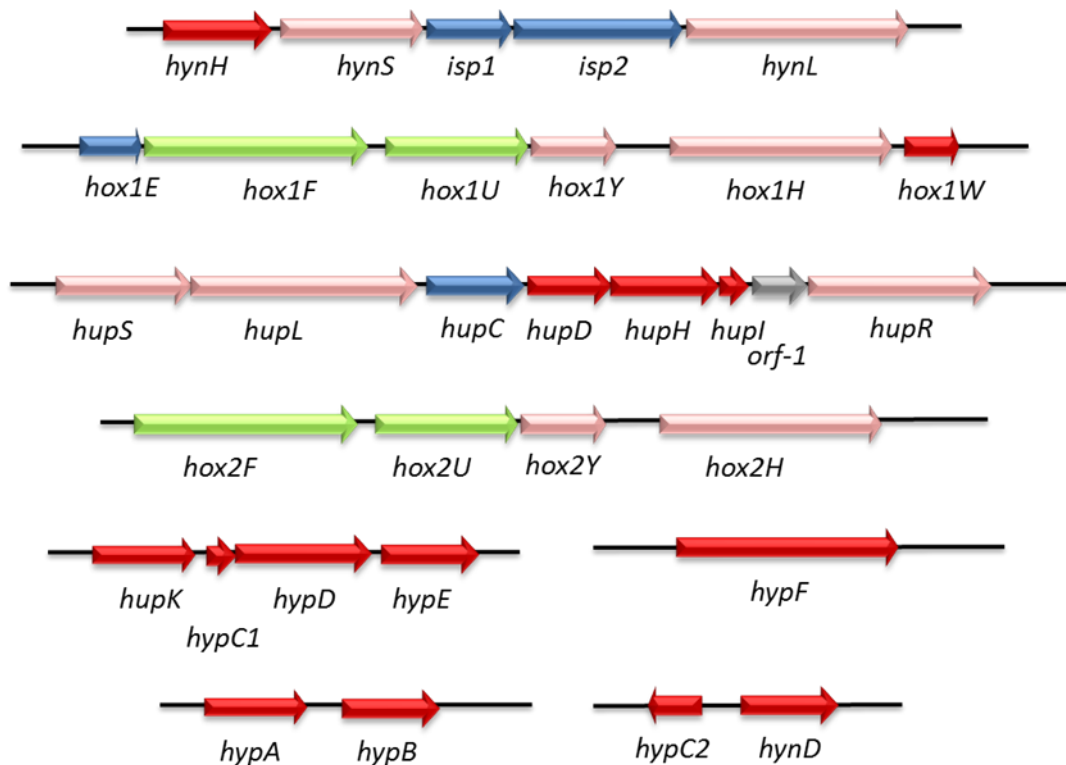 hynH hynS isp1 isp2 hynL
hox1E hox1F hox1U hox1Y hox1H hox1W
hupS hupL hupC hupD hupH hupI orf-1 hupR
hox2F hox2U hox2Y hox2H
hupK hypC1 hypD hypE hypF
hypA hypB hypC2 hynD